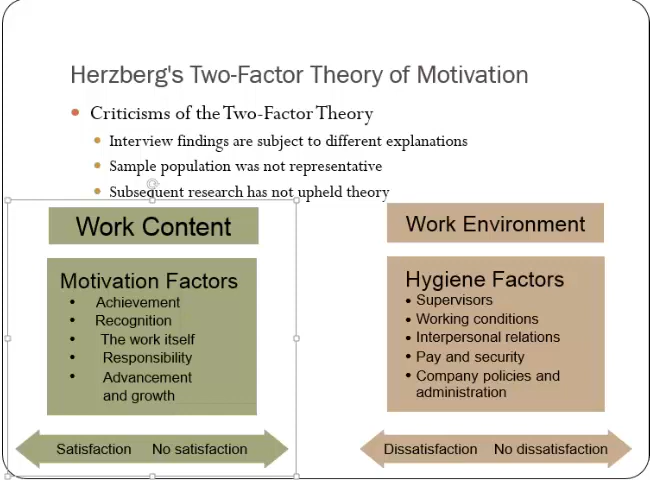 Herzberg's Two-Factor Theory of Motivation
Criticisms of the Two-Factor Theory
Interview findings are subject to different explanations
Sample population was not representative
Subsequent research has not upheld theory
Work Content
Motivation Factors
• Achievement
• Recognition
• The work itself
• Responsibility
• Advancement
and growth
Satisfaction No satisfaction
Work Environment
Hygiene Factors
• Supervisors
• Working conditions
• Interpersonal relations
• Pay and security
• Company policies and
administration
Dissatisfaction No dissatisfaction